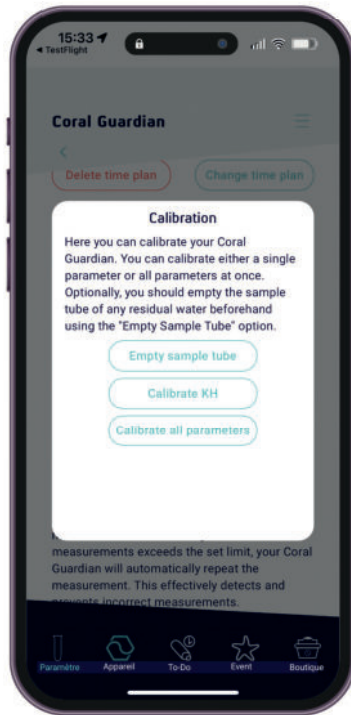 15:33
TestFlight
Coral Guardian
Delete time plan
Change time plan
Calibration
Here you can calibrate your Coral
Guardian. You can calibrate either a single
parameter or all parameters at once.
Optionally, you should empty the sample
tube of any residual water beforehand
using the "Empty Sample Tube" option.
Empty sample tube
Calibrate KH
Calibrate all parameters
measurements exceeds the set limit, your Coral
Guardian will automatically repeat the
measurement. This effectively detects and
prevents incorrect measurements.
Paramètre
Appareil
To-Do
Event
Boutique